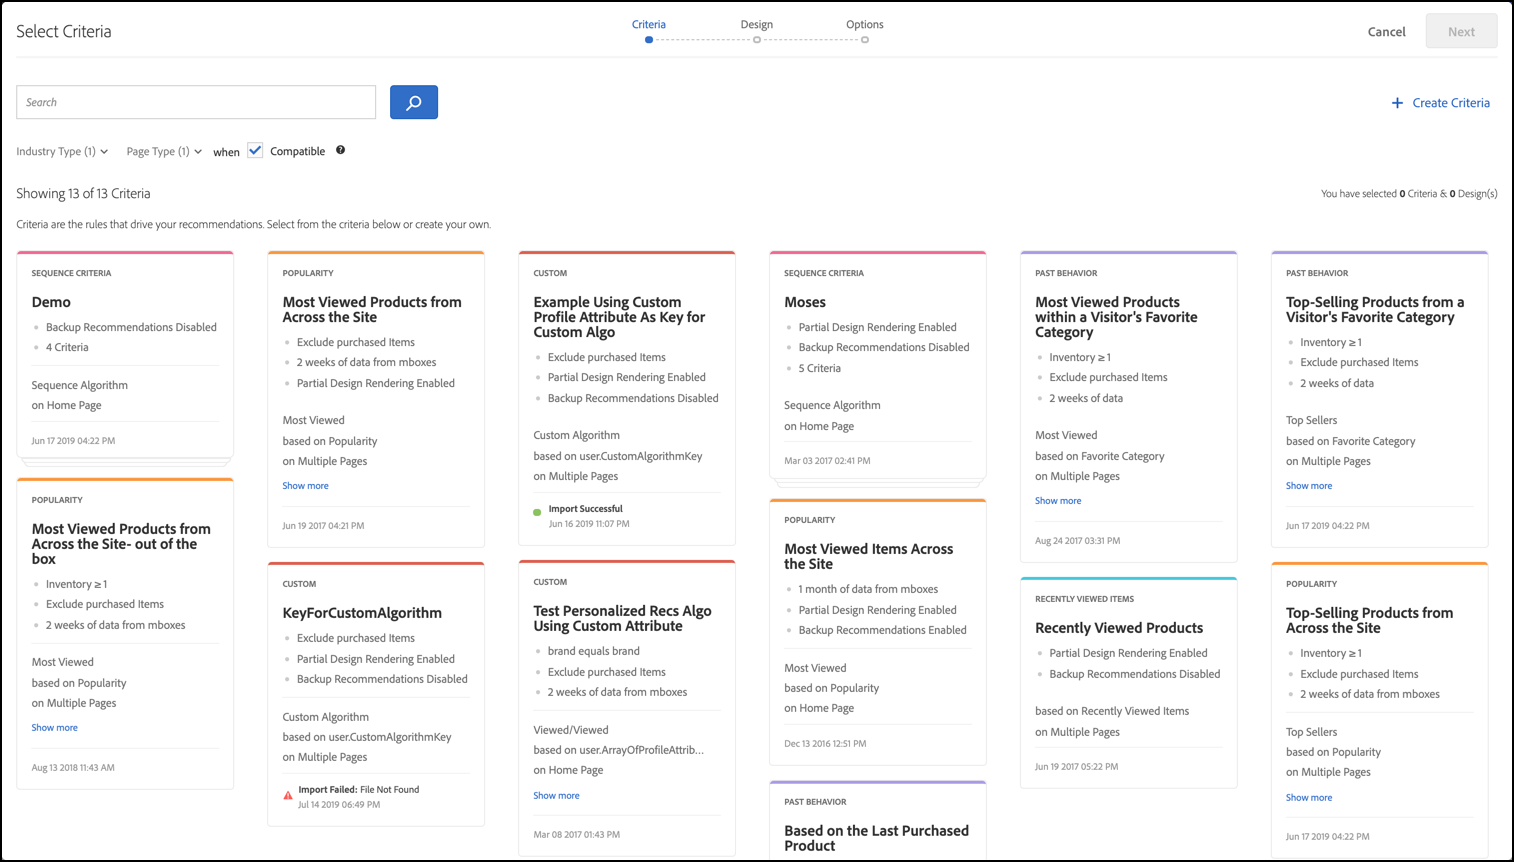 Select Criteria
Criteria
Design
Options
Cancel
Next
Search
Create Criteria
Industry Type (1)
Page Type (1)
when
Compatible
?
Showing 13 of 13 Criteria
You have selected 0 Criteria & 0 Design(s)
Criteria are the rules that drive your recommendations. Select from the criteria below or create your own.
SEQUENCE CRITERIA
Demo
Backup Recommendations Disabled
4 Criteria
Sequence Algorithm
on Home Page
Jun 17 2019 04:22 PM
POPULARITY
Most Viewed Products from
Across the Site- out of the
box
Inventory ≥ 1
Exclude purchased Items
2 weeks of data from mboxes
Most Viewed
based on Popularity
on Multiple Pages
Show more
Aug 13 2018 11:43 AM
POPULARITY
Most Viewed Products from
Across the Site
Exclude purchased Items
2 weeks of data from mboxes
Partial Design Rendering Enabled
Most Viewed
based on Popularity
on Multiple Pages
Show more
Jun 19 2017 04:21 PM
CUSTOM
KeyForCustomAlgorithm
Exclude purchased Items
Partial Design Rendering Enabled
Backup Recommendations Disabled
Custom Algorithm
based on user.CustomAlgorithmKey
on Multiple Pages
Import Failed: File Not Found
Jul 14 2019 06:49 PM
CUSTOM
Example Using Custom
Profile Attribute As Key for
Custom Algo
Exclude purchased Items
Partial Design Rendering Enabled
Backup Recommendations Disabled
Custom Algorithm
based on user.CustomAlgorithmKey
on Multiple Pages
Import Successful
Jun 16 2019 11:07 PM
CUSTOM
Test Personalized Recs Algo
Using Custom Attribute
brand equals brand
Exclude purchased Items
2 weeks of data from mboxes
Viewed/Viewed
based on user.ArrayOfProfileAttrib...
on Home Page
Show more
Mar 08 2017 01:43 PM
SEQUENCE CRITERIA
Moses
Partial Design Rendering Enabled
Backup Recommendations Disabled
5 Criteria
Sequence Algorithm
on Home Page
Mar 03 2017 02:41 PM
POPULARITY
Most Viewed Items Across
the Site
1 month of data from mboxes
Partial Design Rendering Enabled
Backup Recommendations Enabled
Most Viewed
based on Popularity
on Home Page
Dec 13 2016 12:51 PM
PAST BEHAVIOR
Based on the Last Purchased
Product
PAST BEHAVIOR
Most Viewed Products
within a Visitor's Favorite
Category
Inventory ≥ 1
Exclude purchased Items
2 weeks of data
Most Viewed
based on Favorite Category
on Multiple Pages
Show more
Aug 24 2017 03:31 PM
RECENTLY VIEWED ITEMS
Recently Viewed Products
Partial Design Rendering Enabled
Backup Recommendations Disabled
based on Recently Viewed Items
on Multiple Pages
Jun 19 2017 05:22 PM
PAST BEHAVIOR
Top-Selling Products from a
Visitor's Favorite Category
Inventory ≥ 1
Exclude purchased Items
2 weeks of data
Top Sellers
based on Favorite Category
on Multiple Pages
Show more
Jun 17 2019 04:22 PM
POPULARITY
Top-Selling Products from
Across the Site
Inventory ≥ 1
Exclude purchased Items
2 weeks of data from mboxes
Top Sellers
based on Popularity
on Multiple Pages
Show more
Jun 17 2019 04:22 PM